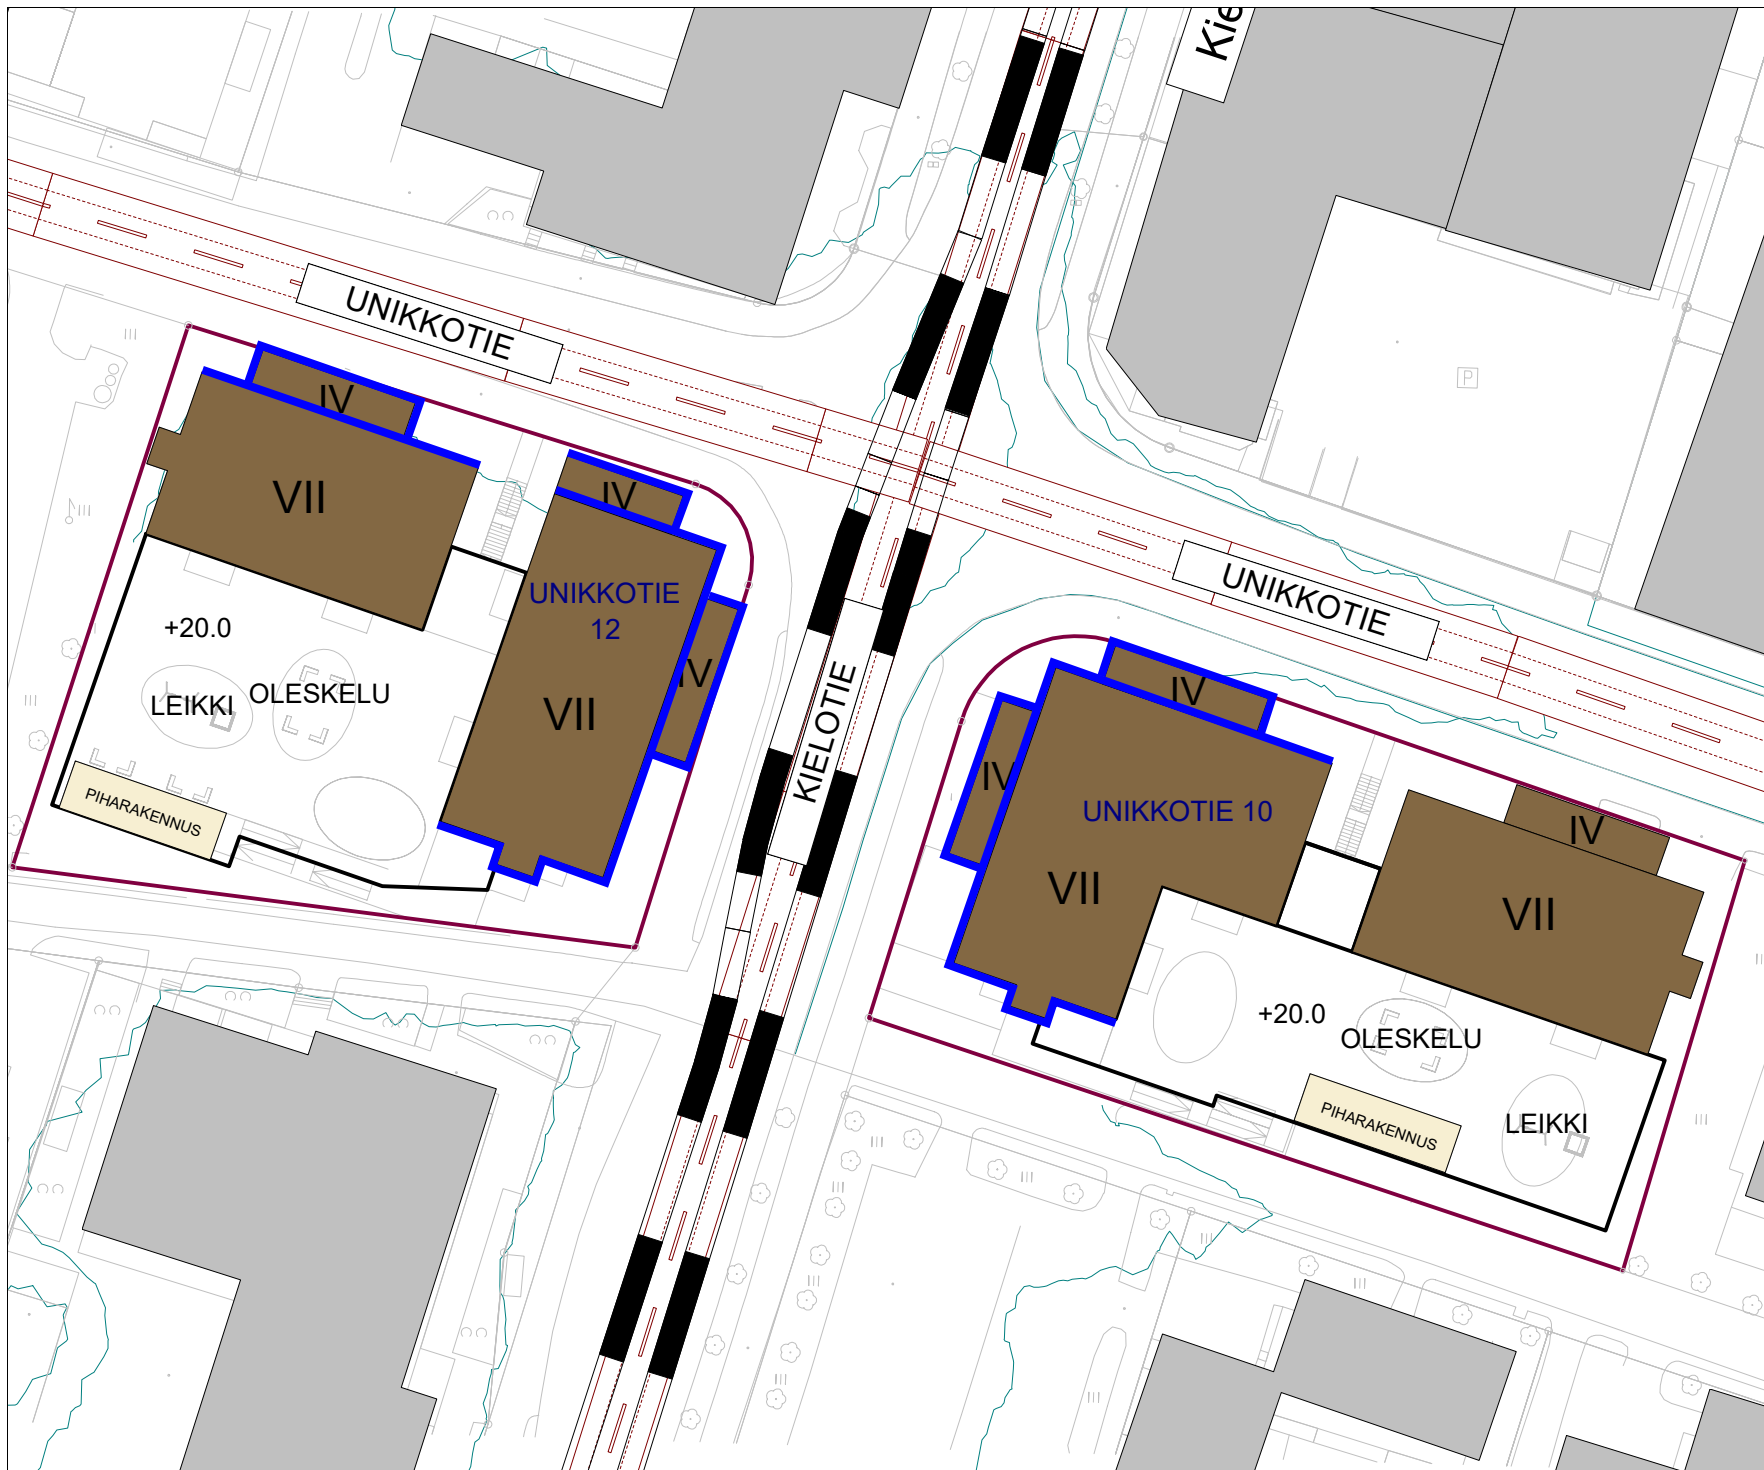 Kie
UNIKKOTIE
IV
VII
IV
UNIKKOTIE
12
IV
VII
+20.0
LEIKKI
OLESKELU
PIHARAKENNUS
P
UNIKKOTIE
KIELOTIE
IV
IV
UNIKKOTIE 10
VII
IV
VII
+20.0
OLESKELU
PIHARAKENNUS
LEIKKI